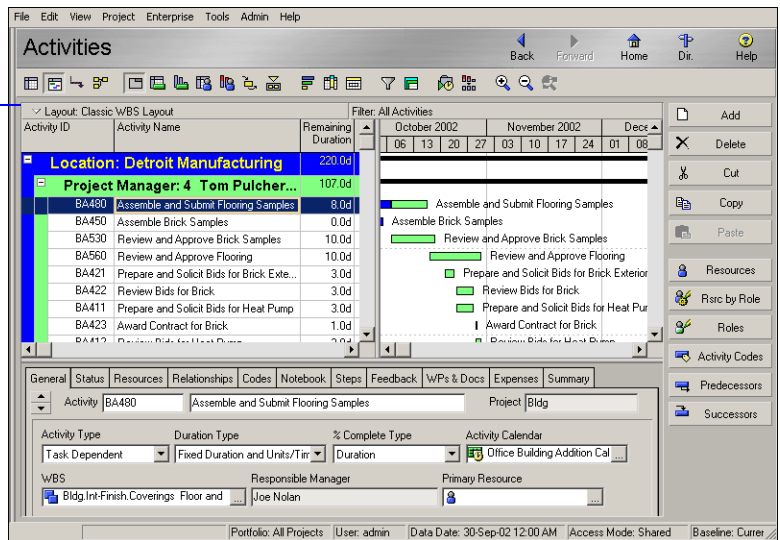 File Edit View Project Enterprise Tools Admin Help
Activities
Back Forward Home Dir. Help
Layout: Classic WBS Layout Filter: All Activities
Activity ID Activity Name Remaining Duration
October 2002 November 2002 Dece
06 13 20 27 03 10 17 24 01 08
Location: Detroit Manufacturing 220.0d
Project Manager: 4 Tom Pulcher... 107.0d
BA480 Assemble and Submit Flooring Samples 8.0d Assemble and Submit Flooring Samples
BA450 Assemble Brick Samples 0.0d Assemble Brick Samples
BA530 Review and Approve Brick Samples 10.0d Review and Approve Brick Samples
BA560 Review and Approve Flooring 10.0d Review and Approve Flooring
BA421 Prepare and Solicit Bids for Brick Exte... 3.0d Prepare and Solicit Bids for Brick Exterior
BA422 Review Bids for Brick 3.0d Review Bids for Brick
BA411 Prepare and Solicit Bids for Heat Pump 3.0d Prepare and Solicit Bids for Heat Pur
BA423 Award Contract for Brick 1.0d Award Contract for Brick
BA412 Review Bids for Heat Pump Review Bids for Heat Pump
Add
Delete
Cut
Copy
Paste
Resources
Rsrc by Role
Roles
Activity Codes
Predecessors
Successors
General Status Resources Relationships Codes Notebook Steps Feedback WPs & Docs Expenses Summary
Activity BA480 Assemble and Submit Flooring Samples Project Bldg
Activity Type Duration Type % Complete Type Activity Calendar
Task Dependent Fixed Duration and Units/Tim Duration Office Building Addition Cal ...
WBS Responsible Manager Primary Resource
Bldg.Int-Finish.Coverings Floor and ... Joe Nolan ...
Portfolio: All Projects User: admin Data Date: 30-Sep-02 12:00 AM Access Mode: Shared Baseline: Currer